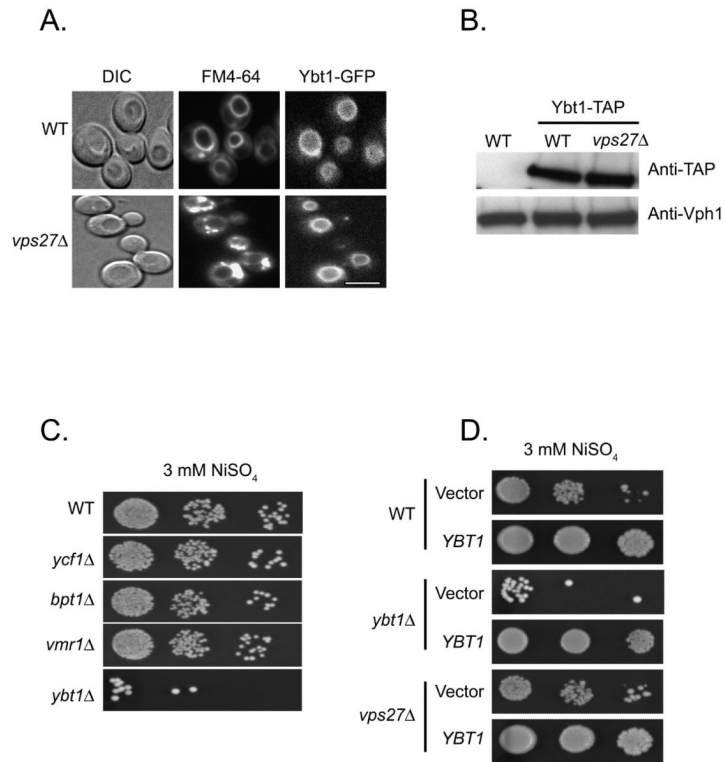 A.
DIC FM4-64 Ybt1-GFP
WT
vps27Δ
B.
Ybt1-TAP
WT WT vps27Δ
Anti-TAP
Anti-Vph1
C.
3 mM NiSO₄
WT
ycf1Δ
bpt1Δ
vmr1Δ
ybt1Δ
D.
3 mM NiSO₄
WT
Vector
YBT1
ybt1Δ
Vector
YBT1
vps27Δ
Vector
YBT1